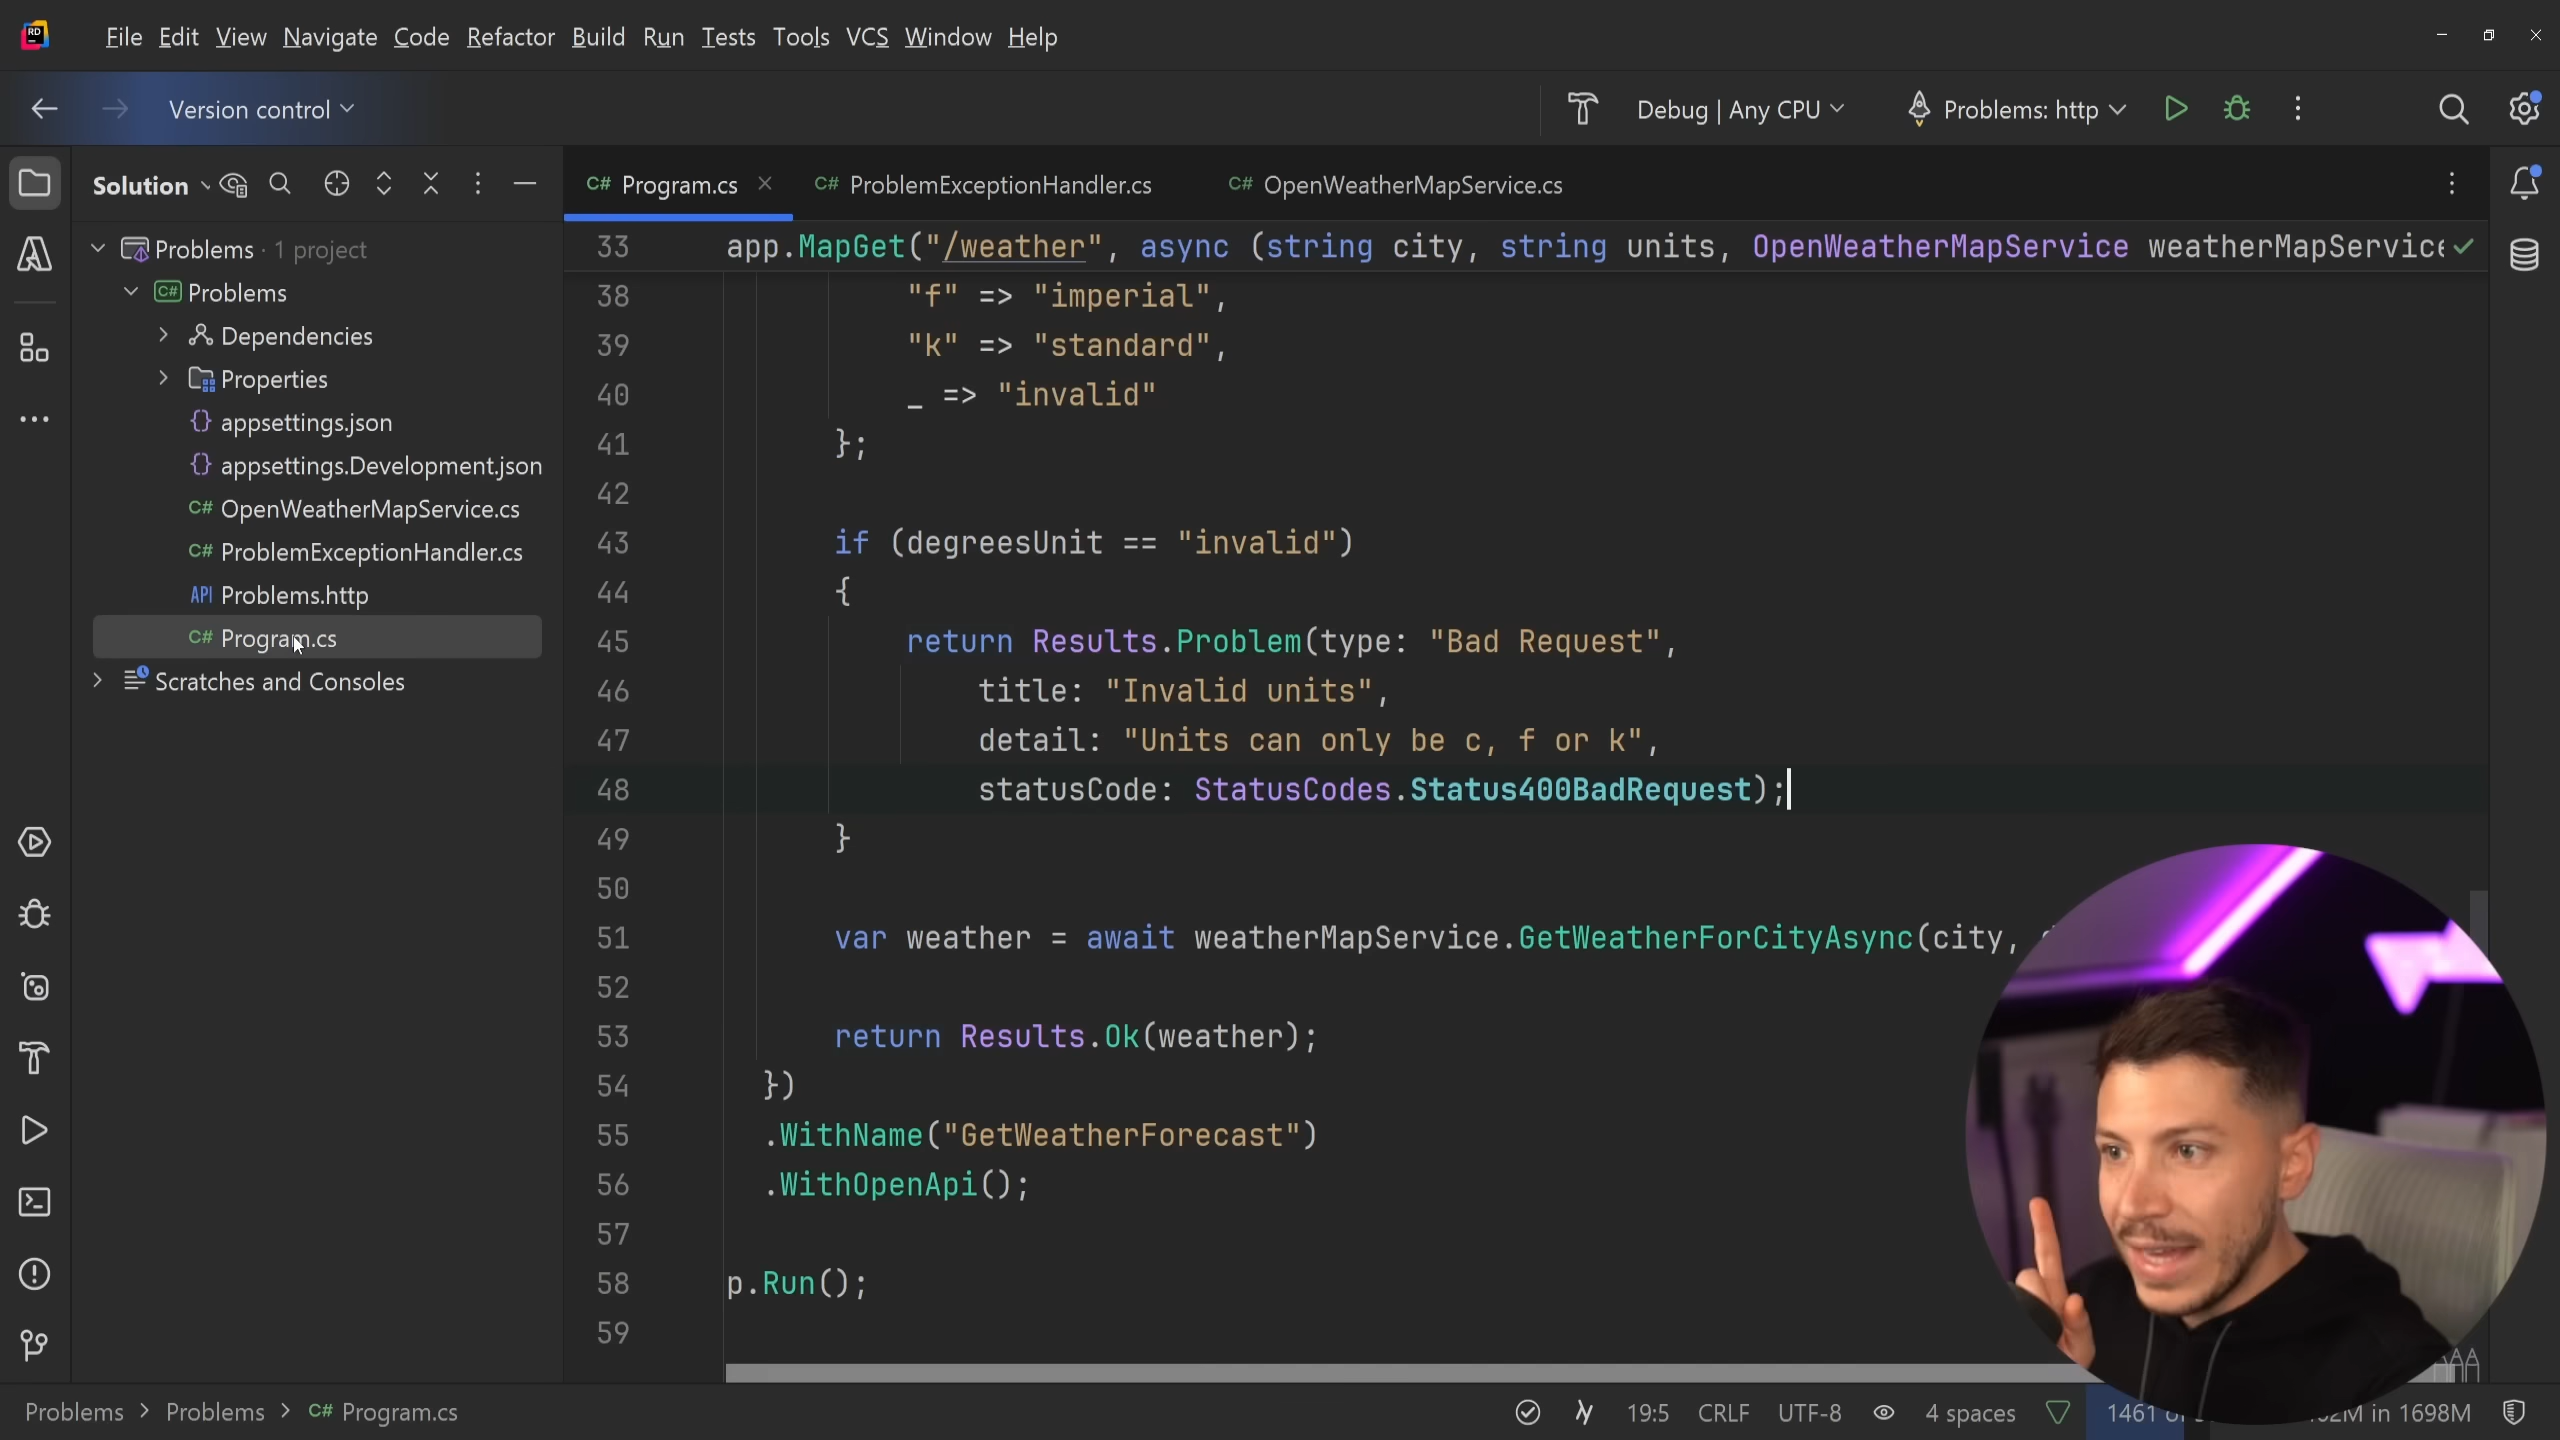 File Edit View Navigate Code Refactor Build Run Tests Tools VCS Window Help
Version control
Debug | Any CPU
Problems: http
Solution
Program.cs
ProblemExceptionHandler.cs
OpenWeatherMapService.cs
Problems · 1 project
Problems
Dependencies
Properties
appsettings.json
appsettings.Development.json
C# OpenWeatherMapService.cs
C# ProblemExceptionHandler.cs
API Problems.http
C# Program.cs
Scratches and Consoles
33 app.MapGet("/weather", async (string city, string units, OpenWeatherMapService weatherMapService
38 "f" => "imperial",
39 "k" => "standard",
40 _ => "invalid"
41 };
42
43 if (degreesUnit == "invalid")
44 {
45 return Results.Problem(type: "Bad Request",
46 title: "Invalid units",
47 detail: "Units can only be c, f or k",
48 statusCode: StatusCodes.Status400BadRequest);
49 }
50
51 var weather = await weatherMapService.GetWeatherForCityAsync(city,
52
53 return Results.Ok(weather);
54 })
55 .WithName("GetWeatherForecast")
56 .WithOpenApi();
57
58 p.Run();
59
Problems > Problems > C# Program.cs
19:5 CRLF UTF-8 4 spaces 1461 in 1698M